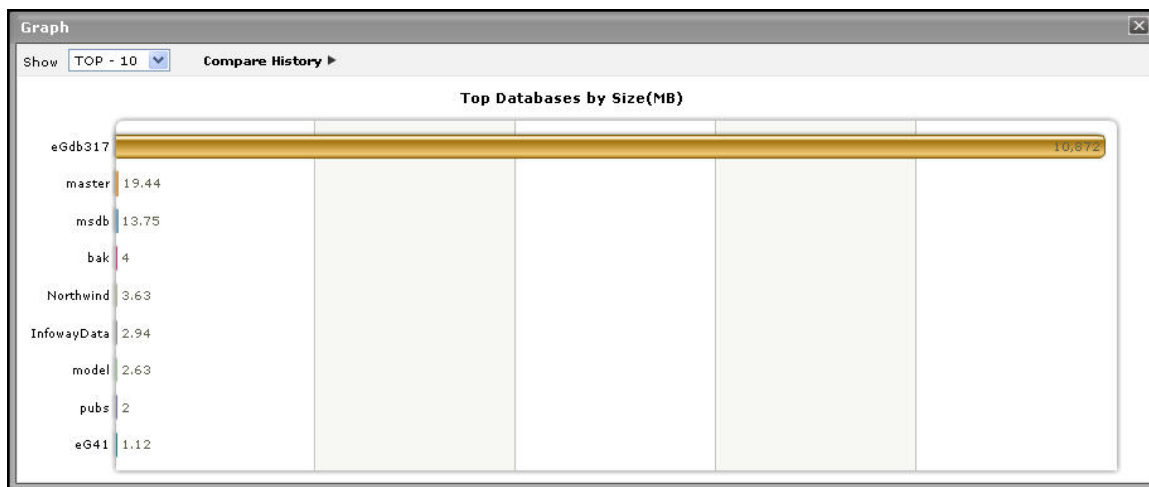 Graph
Show TOP - 10 Compare History
Top Databases by Size(MB)
eGdb317 10,872
master 19.44
msdb 13.75
bak 4
Northwind 3.63
InfowayData 2.94
model 2.63
pubs 2
eG41 1.12